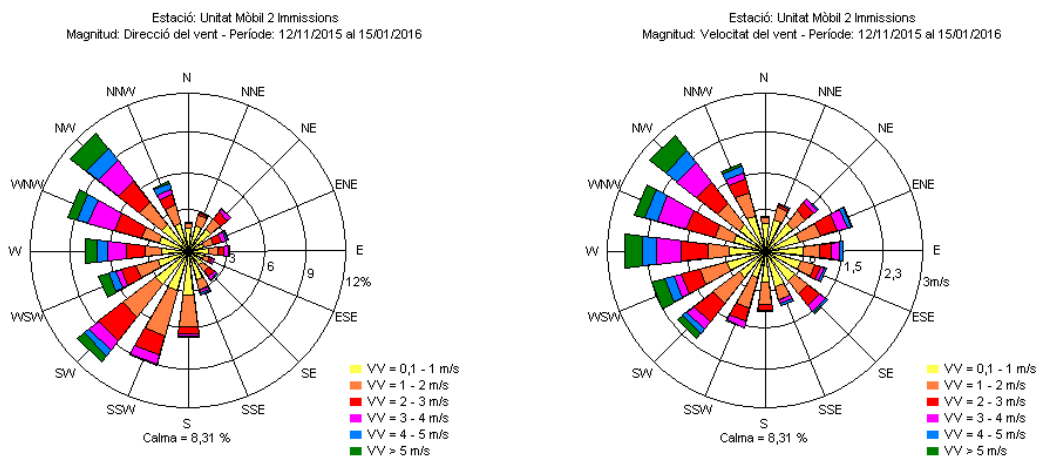 Estació: Unitat Mòbil 2 Immissions
Magnitud: Direcció del vent - Període: 12/11/2015 al 15/01/2016
N
NNW
NNE
NW
NE
WNW
ENE
W
E
3
6
9
12%
WSW
ESE
SW
SE
SSW
SSE
S
Calma = 8,31 %
VV = 0,1 - 1 m/s
VV = 1 - 2 m/s
VV = 2 - 3 m/s
VV = 3 - 4 m/s
VV = 4 - 5 m/s
VV > 5 m/s
Estació: Unitat Mòbil 2 Immissions
Magnitud: Velocitat del vent - Període: 12/11/2015 al 15/01/2016
N
NNW
NNE
NW
NE
WNW
ENE
W
E
1,5
2,3
3m/s
WSW
ESE
SW
SE
SSW
SSE
S
Calma = 8,31 %
VV = 0,1 - 1 m/s
VV = 1 - 2 m/s
VV = 2 - 3 m/s
VV = 3 - 4 m/s
VV = 4 - 5 m/s
VV > 5 m/s